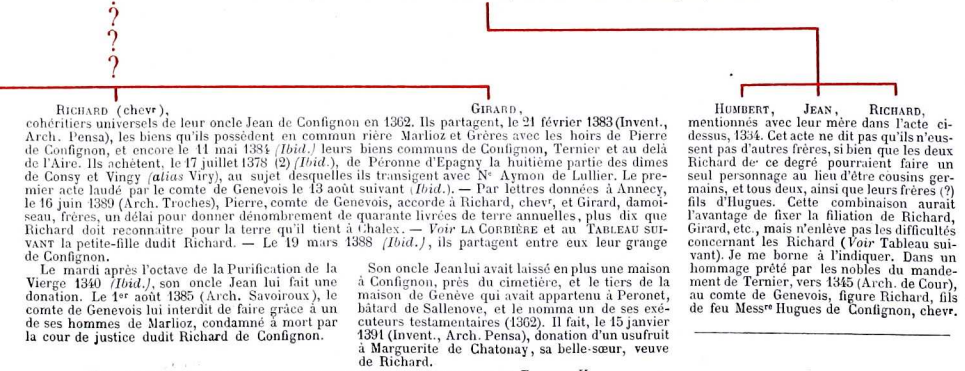 ?
?
?
RICHARD (chevr),
GIRARD,
cohéritiers universels de leur oncle Jean de Confignon en 1362. Ils partagent, le 21 février 1383 (Invent.,
Arch. Pensa), les biens qu'ils possèdent en commun rière Marlioz et Grères avec les hoirs de Pierre
de Confignon, et encore le 11 mai 1384 (Ibid.) leurs biens communs de Confignon, Ternier et au delà
de l'Aire. Ils achètent, le 17 juillet 1378 (2) (Ibid.), de Péronne d'Epagny la huitième partie des dimes
de Consy et Vingy (alias Viry), au sujet desquelles ils transigent avec Ne Aymon de Lullier. Le pre-
mier acte laudé par le comte de Genevois le 13 août suivant (Ibid.). — Par lettres données à Annecy,
le 16 juin 1389 (Arch. Troches), Pierre, comte de Genevois, accorde à Richard, chevr, et Girard, damoi-
seau, frères, un délai pour donner dénombrement de quarante livrées de terre annuelles, plus dix que
Richard doit reconnaître pour la terre qu'il tient à Chalex. — Voir LA CORBIÈRE et au TABLEAU SUI-
VANT la petite-fille dudit Richard. — Le 19 mars 1388 (Ibid.), ils partagent entre eux leur grange
de Confignon.
Le mardi après l'octave de la Purification de la
Vierge 1340 (Ibid.), son oncle Jean lui fait une
donation. Le 1er août 1385 (Arch. Savoiroux), le
comte de Genevois lui interdit de faire grâce à un
de ses hommes de Marlioz, condamné à mort par
la cour de justice dudit Richard de Confignon.
Son oncle Jean lui avait laissé en plus une maison
à Confignon, près du cimetière, et le tiers de la
maison de Genève qui avait appartenu à Peronet,
bâtard de Sallenove, et le nomma un de ses exé-
cuteurs testamentaires (1362). Il fait, le 15 janvier
1391 (Invent., Arch. Pensa), donation d'un usufruit
à Marguerite de Chatonay, sa belle-sœur, veuve
de Richard.
HUMBERT, JEAN, RICHARD,
mentionnés avec leur mère dans l'acte ci-
dessus, 1334. Cet acte ne dit pas qu'ils n'eus-
sent pas d'autres frères, si bien que les deux
Richard de ce degré pourraient faire un
seul personnage au lieu d'être cousins ger-
mains, et tous deux, ainsi que leurs frères (?)
fils d'Hugues. Cette combinaison aurait
l'avantage de fixer la filiation de Richard,
Girard, etc., mais n'enlève pas les difficultés
concernant les Richard (Voir Tableau sui-
vant). Je me borne à l'indiquer. Dans un
hommage prêté par les nobles du mande-
ment de Ternier, vers 1345 (Arch. de Cour),
au comte de Genevois, figure Richard, fils
de feu Messre Hugues de Confignon, chevr.